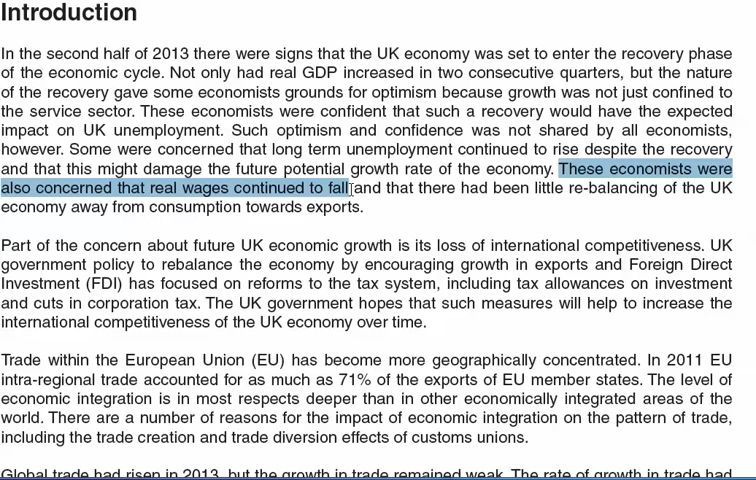 Introduction
In the second half of 2013 there were signs that the UK economy was set to enter the recovery phase
of the economic cycle. Not only had real GDP increased in two consecutive quarters, but the nature
of the recovery gave some economists grounds for optimism because growth was not just confined to
the service sector. These economists were confident that such a recovery would have the expected
impact on UK unemployment. Such optimism and confidence was not shared by all economists,
however. Some were concerned that long term unemployment continued to rise despite the recovery
and that this might damage the future potential growth rate of the economy. These economists were
also concerned that real wages continued to fall and that there had been little re-balancing of the UK
economy away from consumption towards exports.
Part of the concern about future UK economic growth is its loss of international competitiveness. UK
government policy to rebalance the economy by encouraging growth in exports and Foreign Direct
Investment (FDI) has focused on reforms to the tax system, including tax allowances on investment
and cuts in corporation tax. The UK government hopes that such measures will help to increase the
international competitiveness of the UK economy over time.
Trade within the European Union (EU) has become more geographically concentrated. In 2011 EU
intra-regional trade accounted for as much as 71% of the exports of EU member states. The level of
economic integration is in most respects deeper than in other economically integrated areas of the
world. There are a number of reasons for the impact of economic integration on the pattern of trade,
including the trade creation and trade diversion effects of customs unions.
Global trade had risen in 2013, but the growth in trade remained weak. The rate of growth in trade had